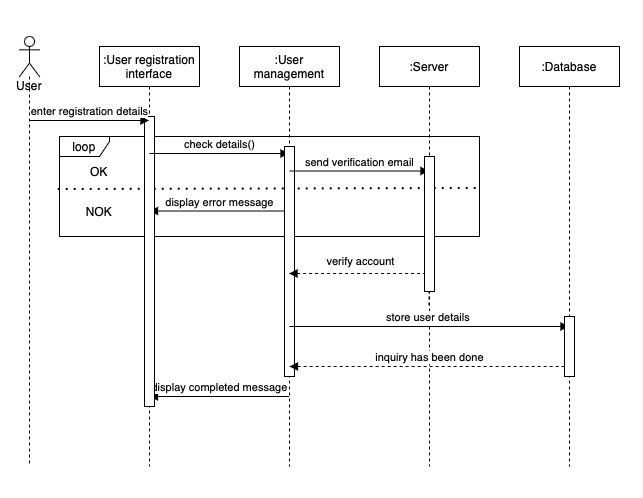 :User registration
interface
:User
management
:Server
:Database
User
enter registration details
loop
check details()
send verification email
OK
display error message
NOK
verify account
store user details
inquiry has been done
display completed message